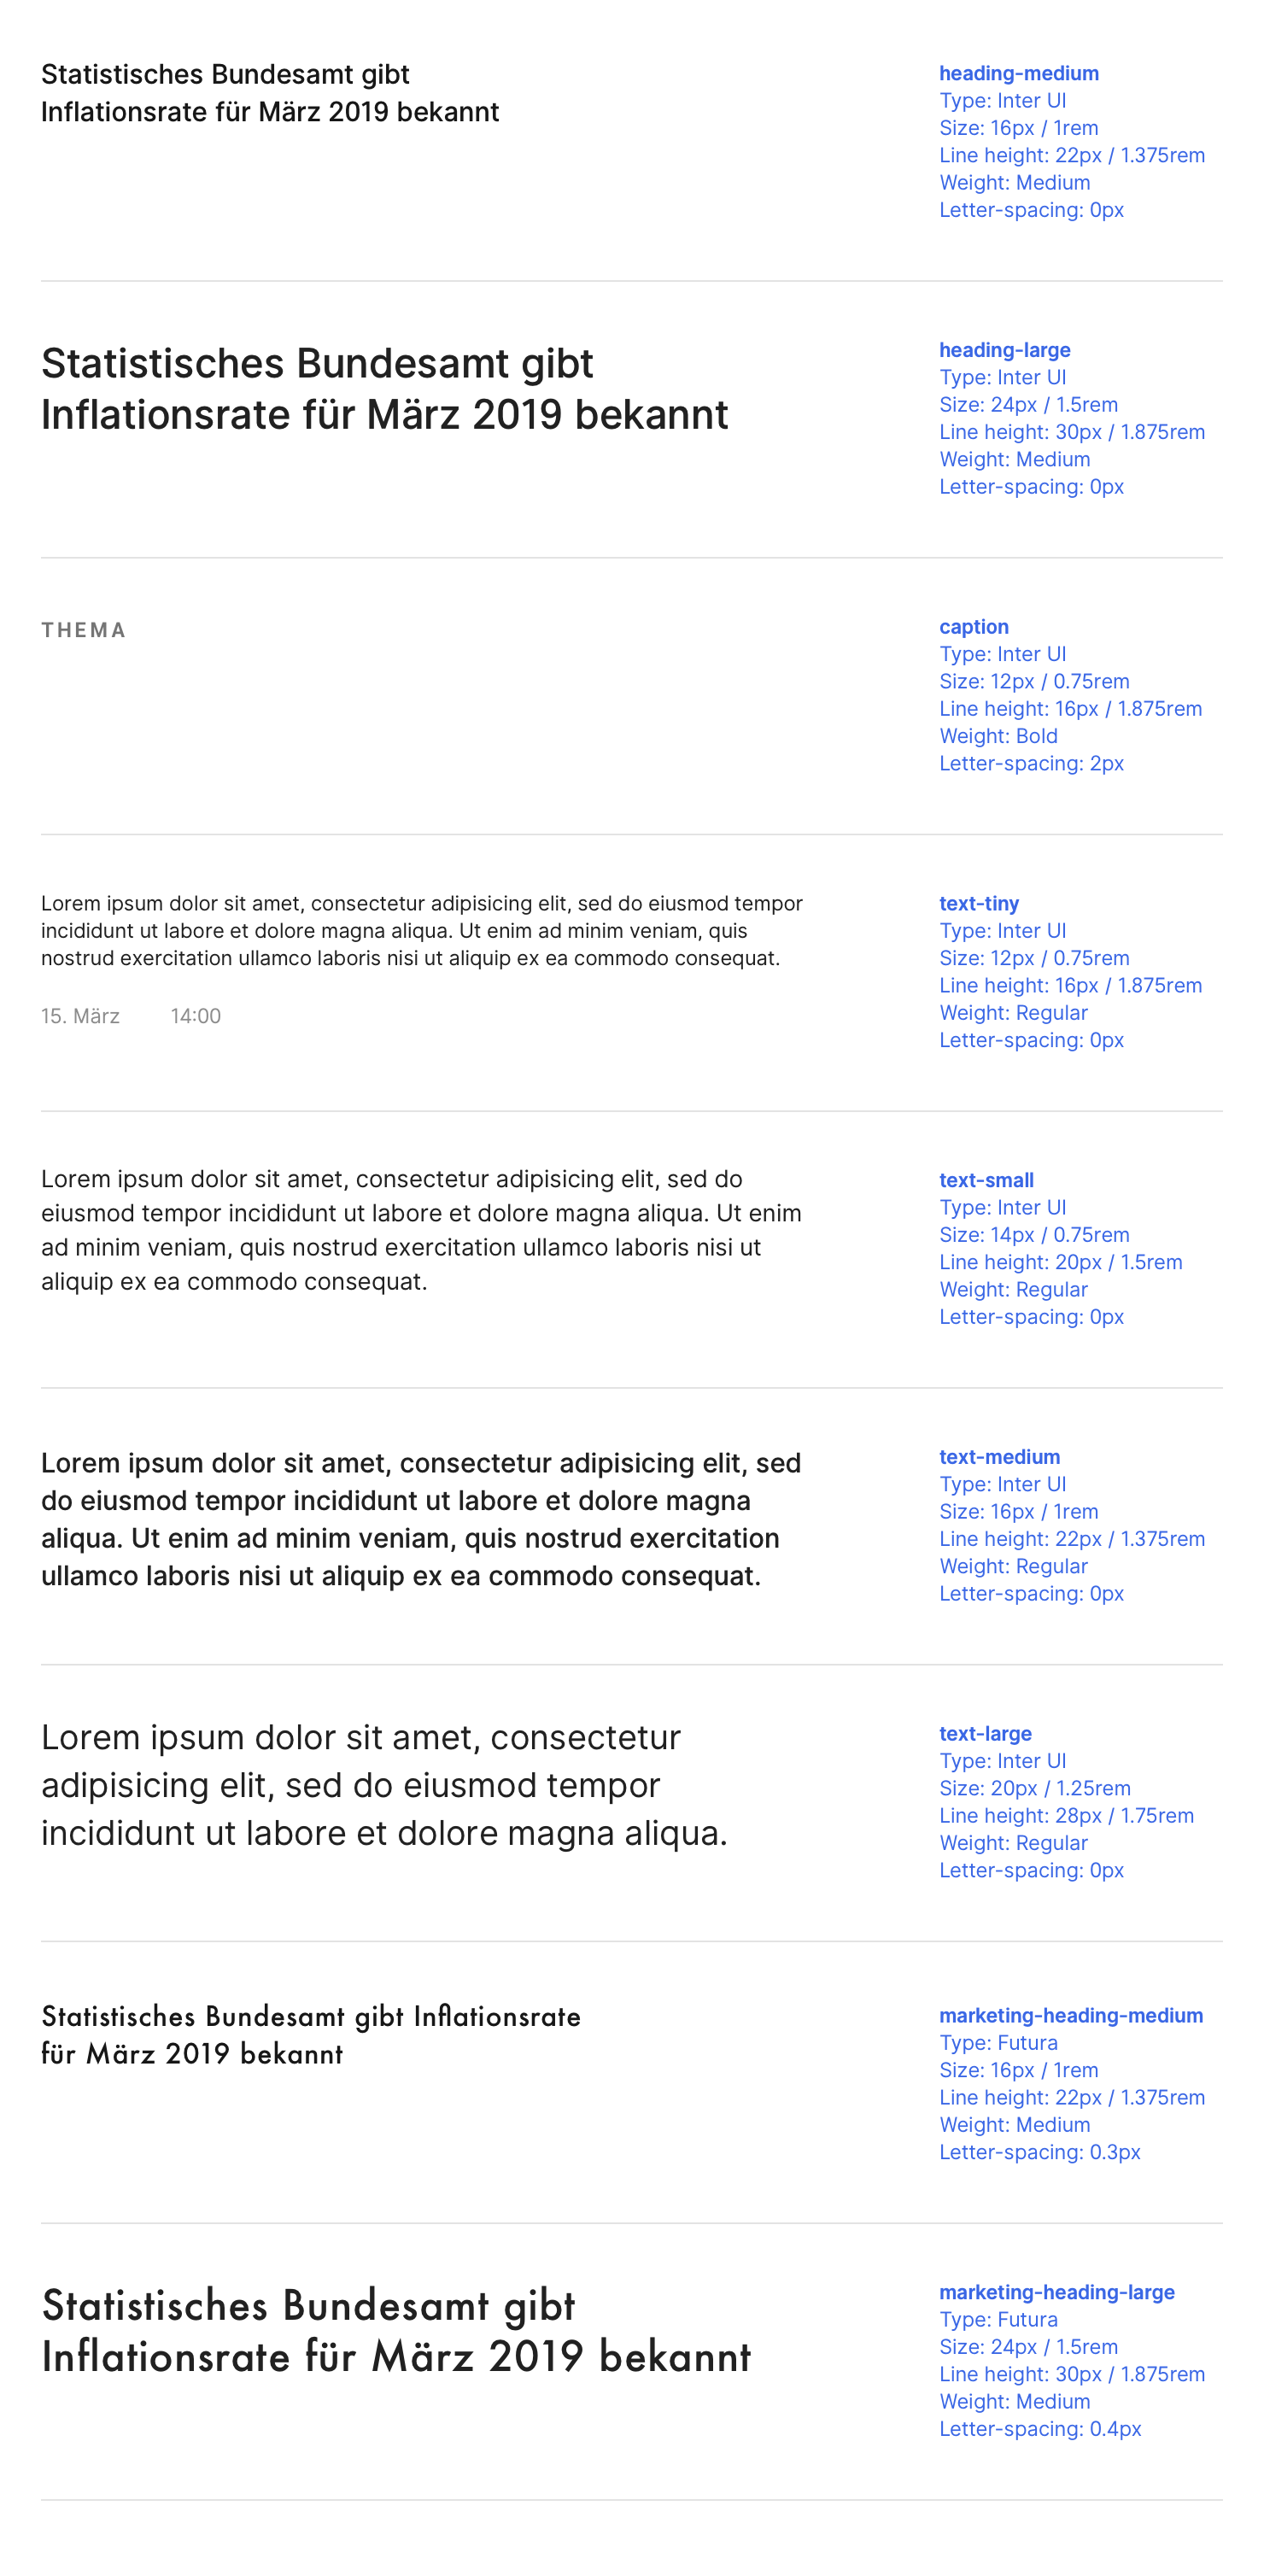 Statistisches Bundesamt gibt
Inflationsrate für März 2019 bekannt
heading-medium
Type: Inter UI
Size: 16px / 1rem
Line height: 22px / 1.375rem
Weight: Medium
Letter-spacing: 0px
Statistisches Bundesamt gibt
Inflationsrate für März 2019 bekannt
heading-large
Type: Inter UI
Size: 24px / 1.5rem
Line height: 30px / 1.875rem
Weight: Medium
Letter-spacing: 0px
THEMA
caption
Type: Inter UI
Size: 12px / 0.75rem
Line height: 16px / 1.875rem
Weight: Bold
Letter-spacing: 2px
Lorem ipsum dolor sit amet, consectetur adipisicing elit, sed do eiusmod tempor
incididunt ut labore et dolore magna aliqua. Ut enim ad minim veniam, quis
nostrud exercitation ullamco laboris nisi ut aliquip ex ea commodo consequat.
15. März 14:00
text-tiny
Type: Inter UI
Size: 12px / 0.75rem
Line height: 16px / 1.875rem
Weight: Regular
Letter-spacing: 0px
Lorem ipsum dolor sit amet, consectetur adipisicing elit, sed do
eiusmod tempor incididunt ut labore et dolore magna aliqua. Ut enim
ad minim veniam, quis nostrud exercitation ullamco laboris nisi ut
aliquip ex ea commodo consequat.
text-small
Type: Inter UI
Size: 14px / 0.75rem
Line height: 20px / 1.5rem
Weight: Regular
Letter-spacing: 0px
Lorem ipsum dolor sit amet, consectetur adipisicing elit, sed
do eiusmod tempor incididunt ut labore et dolore magna
aliqua. Ut enim ad minim veniam, quis nostrud exercitation
ullamco laboris nisi ut aliquip ex ea commodo consequat.
text-medium
Type: Inter UI
Size: 16px / 1rem
Line height: 22px / 1.375rem
Weight: Regular
Letter-spacing: 0px
Lorem ipsum dolor sit amet, consectetur
adipisicing elit, sed do eiusmod tempor
incididunt ut labore et dolore magna aliqua.
text-large
Type: Inter UI
Size: 20px / 1.25rem
Line height: 28px / 1.75rem
Weight: Regular
Letter-spacing: 0px
Statistisches Bundesamt gibt Inflationsrate
für März 2019 bekannt
marketing-heading-medium
Type: Futura
Size: 16px / 1rem
Line height: 22px / 1.375rem
Weight: Medium
Letter-spacing: 0.3px
Statistisches Bundesamt gibt
Inflationsrate für März 2019 bekannt
marketing-heading-large
Type: Futura
Size: 24px / 1.5rem
Line height: 30px / 1.875rem
Weight: Medium
Letter-spacing: 0.4px